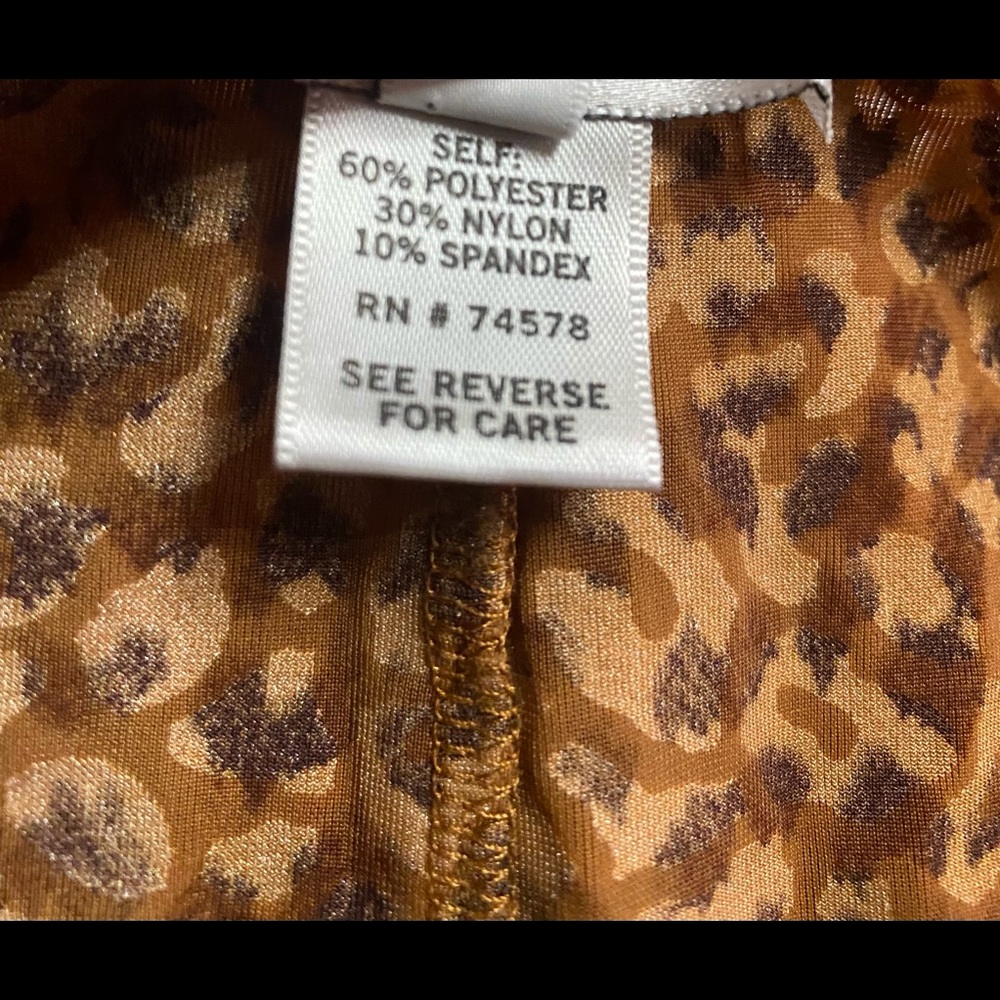 SELF:
60% POLYESTER
30% NYLON
10% SPANDEX
RN # 74578
SEE REVERSE
FOR CARE